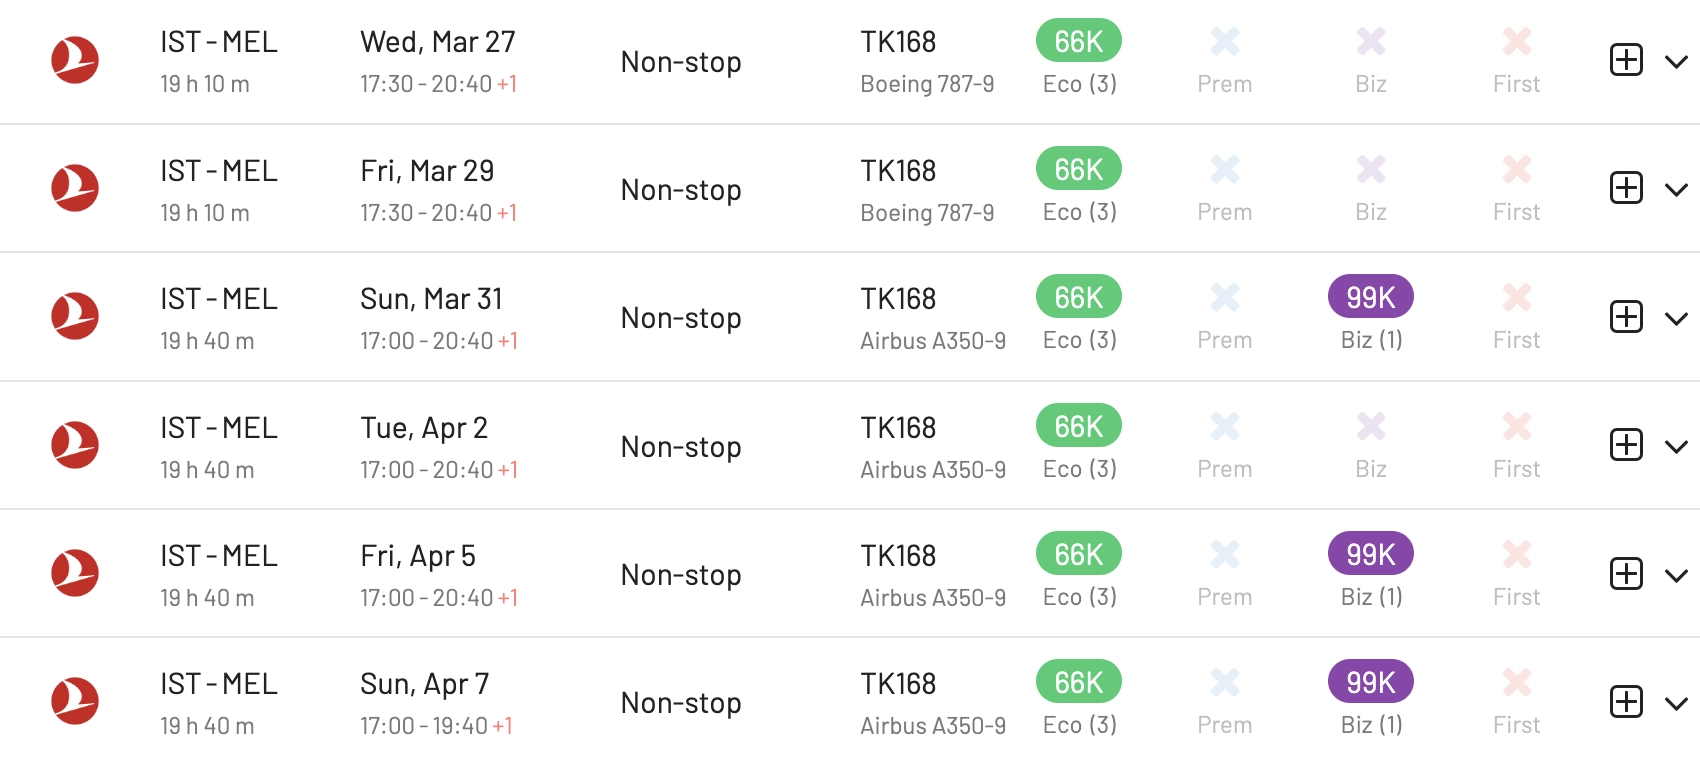 IST - MEL Wed, Mar 27 Non-stop TK168 66K
19 h 10 m 17:30 - 20:40 +1 Boeing 787-9 Eco (3) Prem Biz First
IST - MEL Fri, Mar 29 Non-stop TK168 66K
19 h 10 m 17:30 - 20:40 +1 Boeing 787-9 Eco (3) Prem Biz First
IST - MEL Sun, Mar 31 Non-stop TK168 66K 99K
19 h 40 m 17:00 - 20:40 +1 Airbus A350-9 Eco (3) Prem Biz (1) First
IST - MEL Tue, Apr 2 Non-stop TK168 66K
19 h 40 m 17:00 - 20:40 +1 Airbus A350-9 Eco (3) Prem Biz First
IST - MEL Fri, Apr 5 Non-stop TK168 66K 99K
19 h 40 m 17:00 - 20:40 +1 Airbus A350-9 Eco (3) Prem Biz (1) First
IST - MEL Sun, Apr 7 Non-stop TK168 66K 99K
19 h 40 m 17:00 - 19:40 +1 Airbus A350-9 Eco (3) Prem Biz (1) First